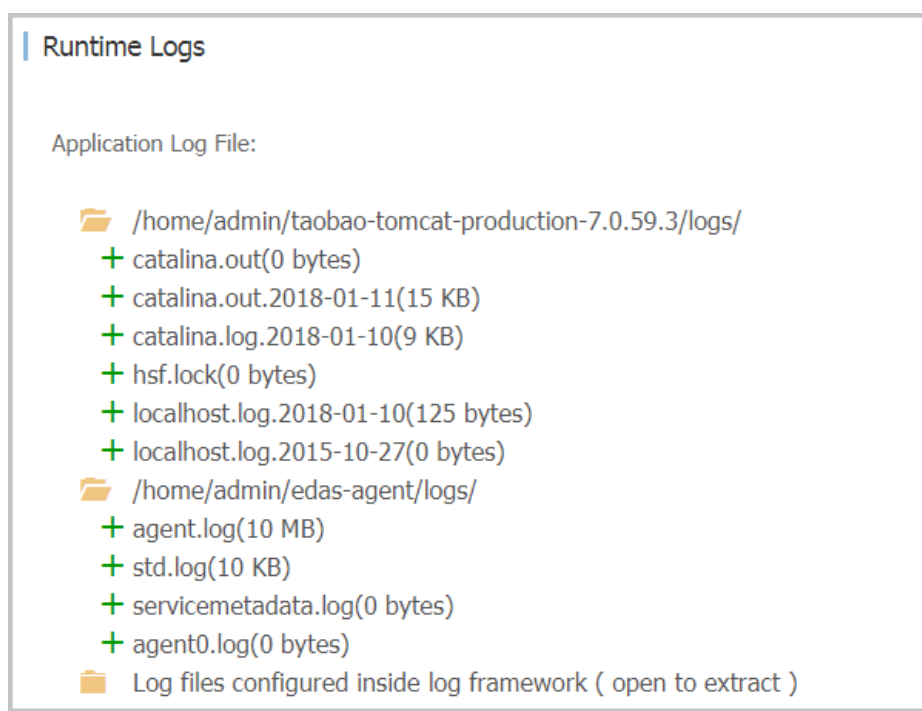 Runtime Logs
Application Log File:
/home/admin/taobao-tomcat-production-7.0.59.3/logs/
catalina.out(0 bytes)
catalina.out.2018-01-11(15 KB)
catalina.log.2018-01-10(9 KB)
hsf.lock(0 bytes)
localhost.log.2018-01-10(125 bytes)
localhost.log.2015-10-27(0 bytes)
/home/admin/edas-agent/logs/
agent.log(10 MB)
std.log(10 KB)
servicemetadata.log(0 bytes)
agent0.log(0 bytes)
Log files configured inside log framework ( open to extract )